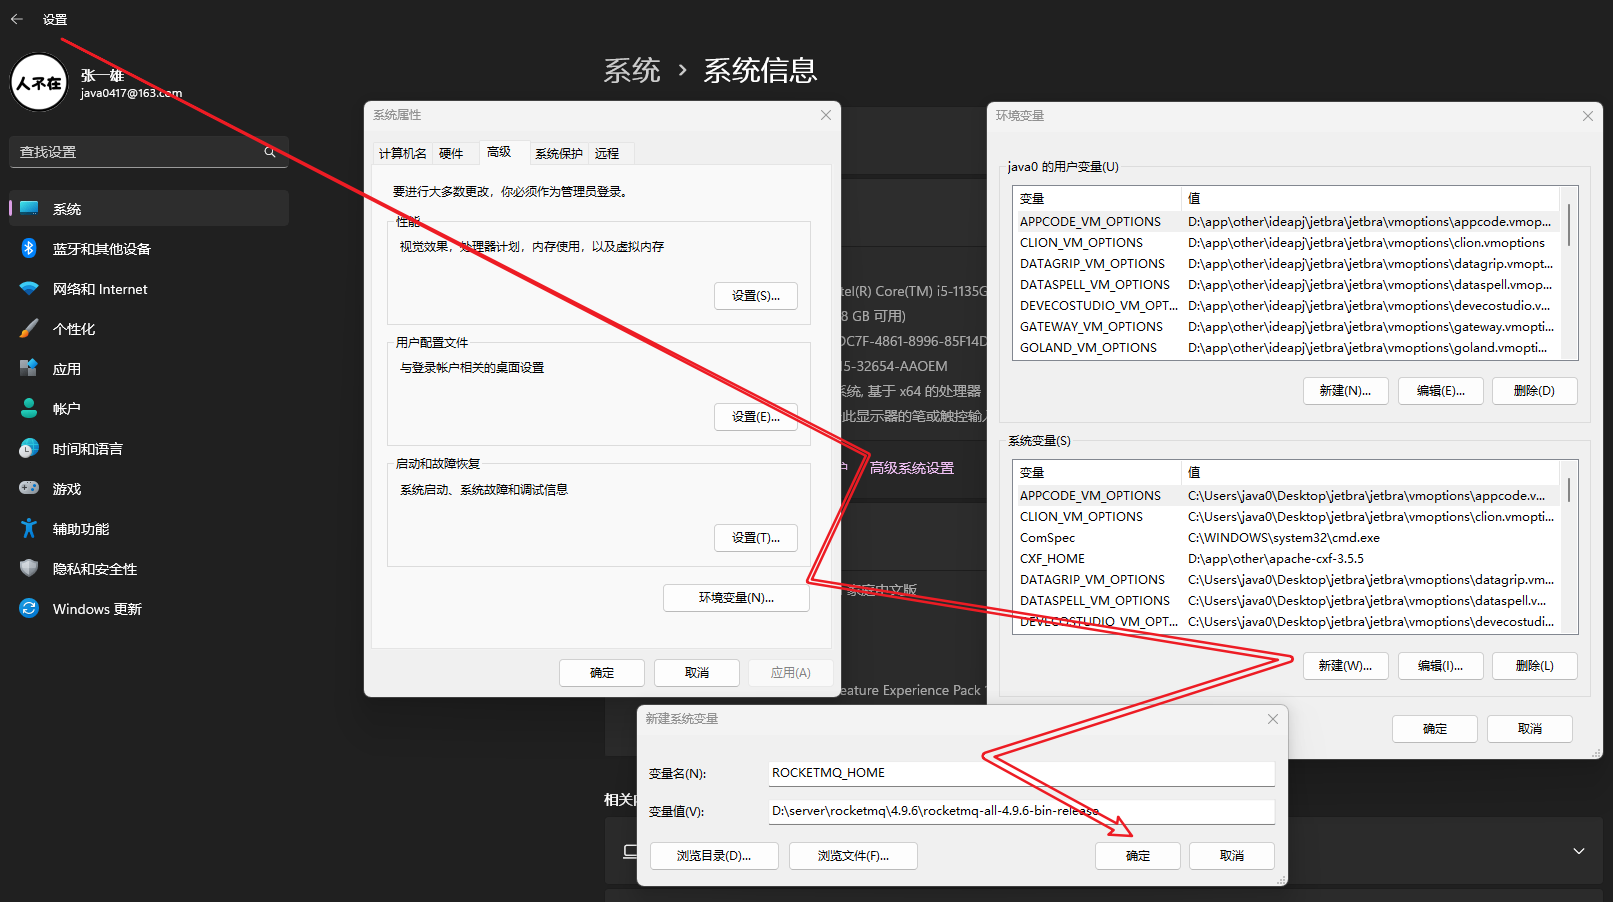 设置
人不在
张一雄
java0417@163.com
查找设置
系统
蓝牙和其他设备
网络和 Internet
个性化
应用
帐户
时间和语言
游戏
辅助功能
隐私和安全性
Windows 更新
系统 › 系统信息
系统属性
计算机名 硬件 高级 系统保护 远程
要进行大多数更改，你必须作为管理员登录。
性能
视觉效果，处理器计划，内存使用，以及虚拟内存
设置(S)...
用户配置文件
与登录帐户相关的桌面设置
设置(E)...
启动和故障恢复
系统启动、系统故障和调试信息
设置(T)...
环境变量(N)...
确定 取消 应用(A)
tel(R) Core(TM) i5-1135G
8 GB 可用)
DC7F-4861-8996-85F14D
15-32654-AAOEM
系统, 基于 x64 的处理器
此显示器的笔或触控输入
高级系统设置
家庭中文版
eature Experience Pack
相关
环境变量
java0 的用户变量(U)
变量 值
APPCODE_VM_OPTIONS D:\app\other\ideapj\jetbra\jetbra\vmoptions\appcode.vmop...
CLION_VM_OPTIONS D:\app\other\ideapj\jetbra\jetbra\vmoptions\clion.vmoptions
DATAGRIP_VM_OPTIONS D:\app\other\ideapj\jetbra\jetbra\vmoptions\datagrip.vmopt...
DATASPELL_VM_OPTIONS D:\app\other\ideapj\jetbra\jetbra\vmoptions\dataspell.vmop...
DEVECOSTUDIO_VM_OPT... D:\app\other\ideapj\jetbra\jetbra\vmoptions\devecostudio.v...
GATEWAY_VM_OPTIONS D:\app\other\ideapj\jetbra\jetbra\vmoptions\gateway.vmopti...
GOLAND_VM_OPTIONS D:\app\other\ideapj\jetbra\jetbra\vmoptions\goland.vmopti...
新建(N)... 编辑(E)... 删除(D)
系统变量(S)
变量 值
APPCODE_VM_OPTIONS C:\Users\java0\Desktop\jetbra\jetbra\vmoptions\appcode.v...
CLION_VM_OPTIONS C:\Users\java0\Desktop\jetbra\jetbra\vmoptions\clion.vmopti...
ComSpec C:\WINDOWS\system32\cmd.exe
CXF_HOME D:\app\other\apache-cxf-3.5.5
DATAGRIP_VM_OPTIONS C:\Users\java0\Desktop\jetbra\jetbra\vmoptions\datagrip.vm...
DATASPELL_VM_OPTIONS C:\Users\java0\Desktop\jetbra\jetbra\vmoptions\dataspell.v...
DEVECOSTUDIO_VM_OPT... C:\Users\java0\Desktop\jetbra\jetbra\vmoptions\devecostudi...
新建(W)... 编辑(I)... 删除(L)
确定 取消
新建系统变量
变量名(N): ROCKETMQ_HOME
变量值(V): D:\server\rocketmq\4.9.6\rocketmq-all-4.9.6-bin-release
浏览目录(D)... 浏览文件(F)... 确定 取消